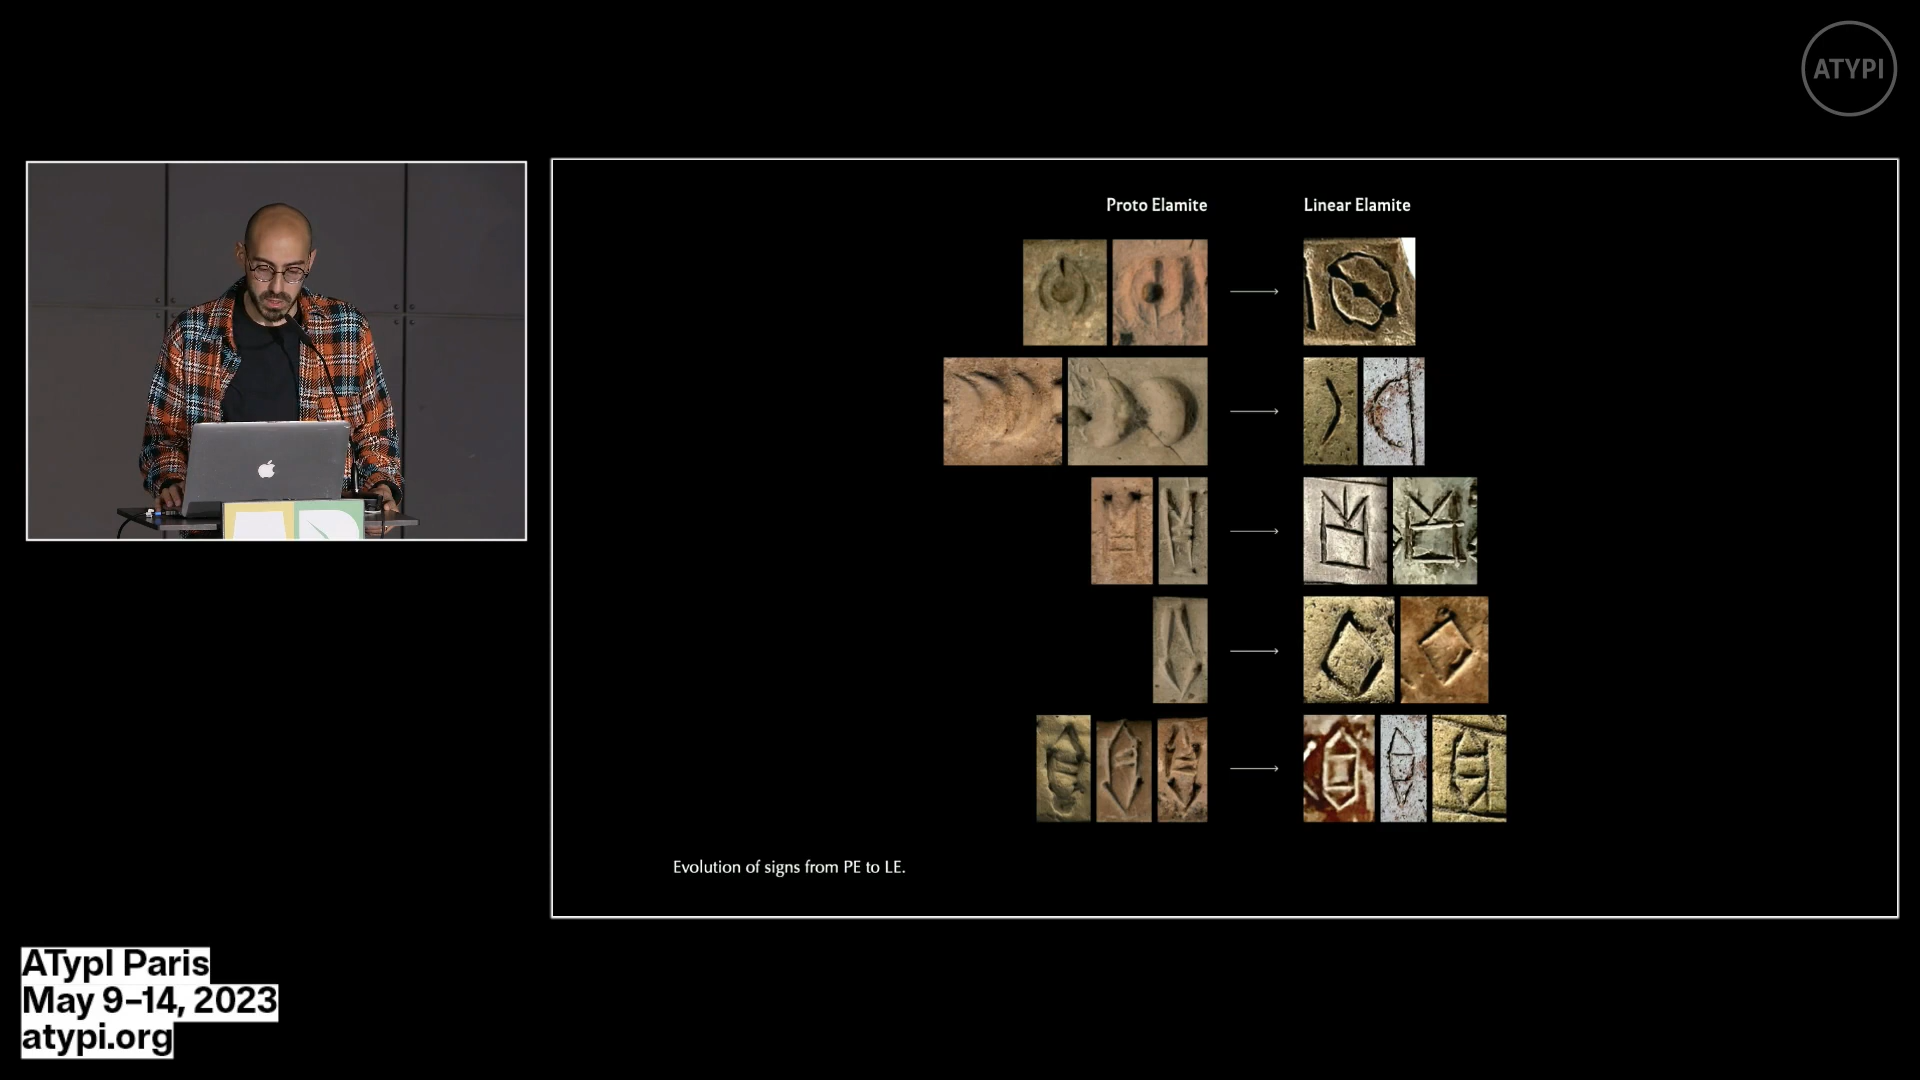 ATYPI
Proto Elamite
Linear Elamite
Evolution of signs from PE to LE.
ATypI Paris
May 9–14, 2023
atypi.org